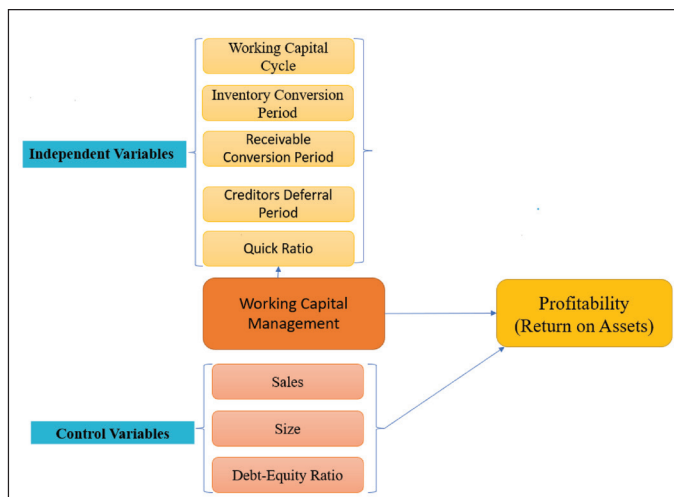 Working Capital
Cycle
Inventory Conversion
Period
Independent Variables
Receivable
Conversion Period
Creditors Deferral
Period
Quick Ratio
Working Capital
Management
Profitability
(Return on Assets)
Sales
Control Variables
Size
Debt-Equity Ratio